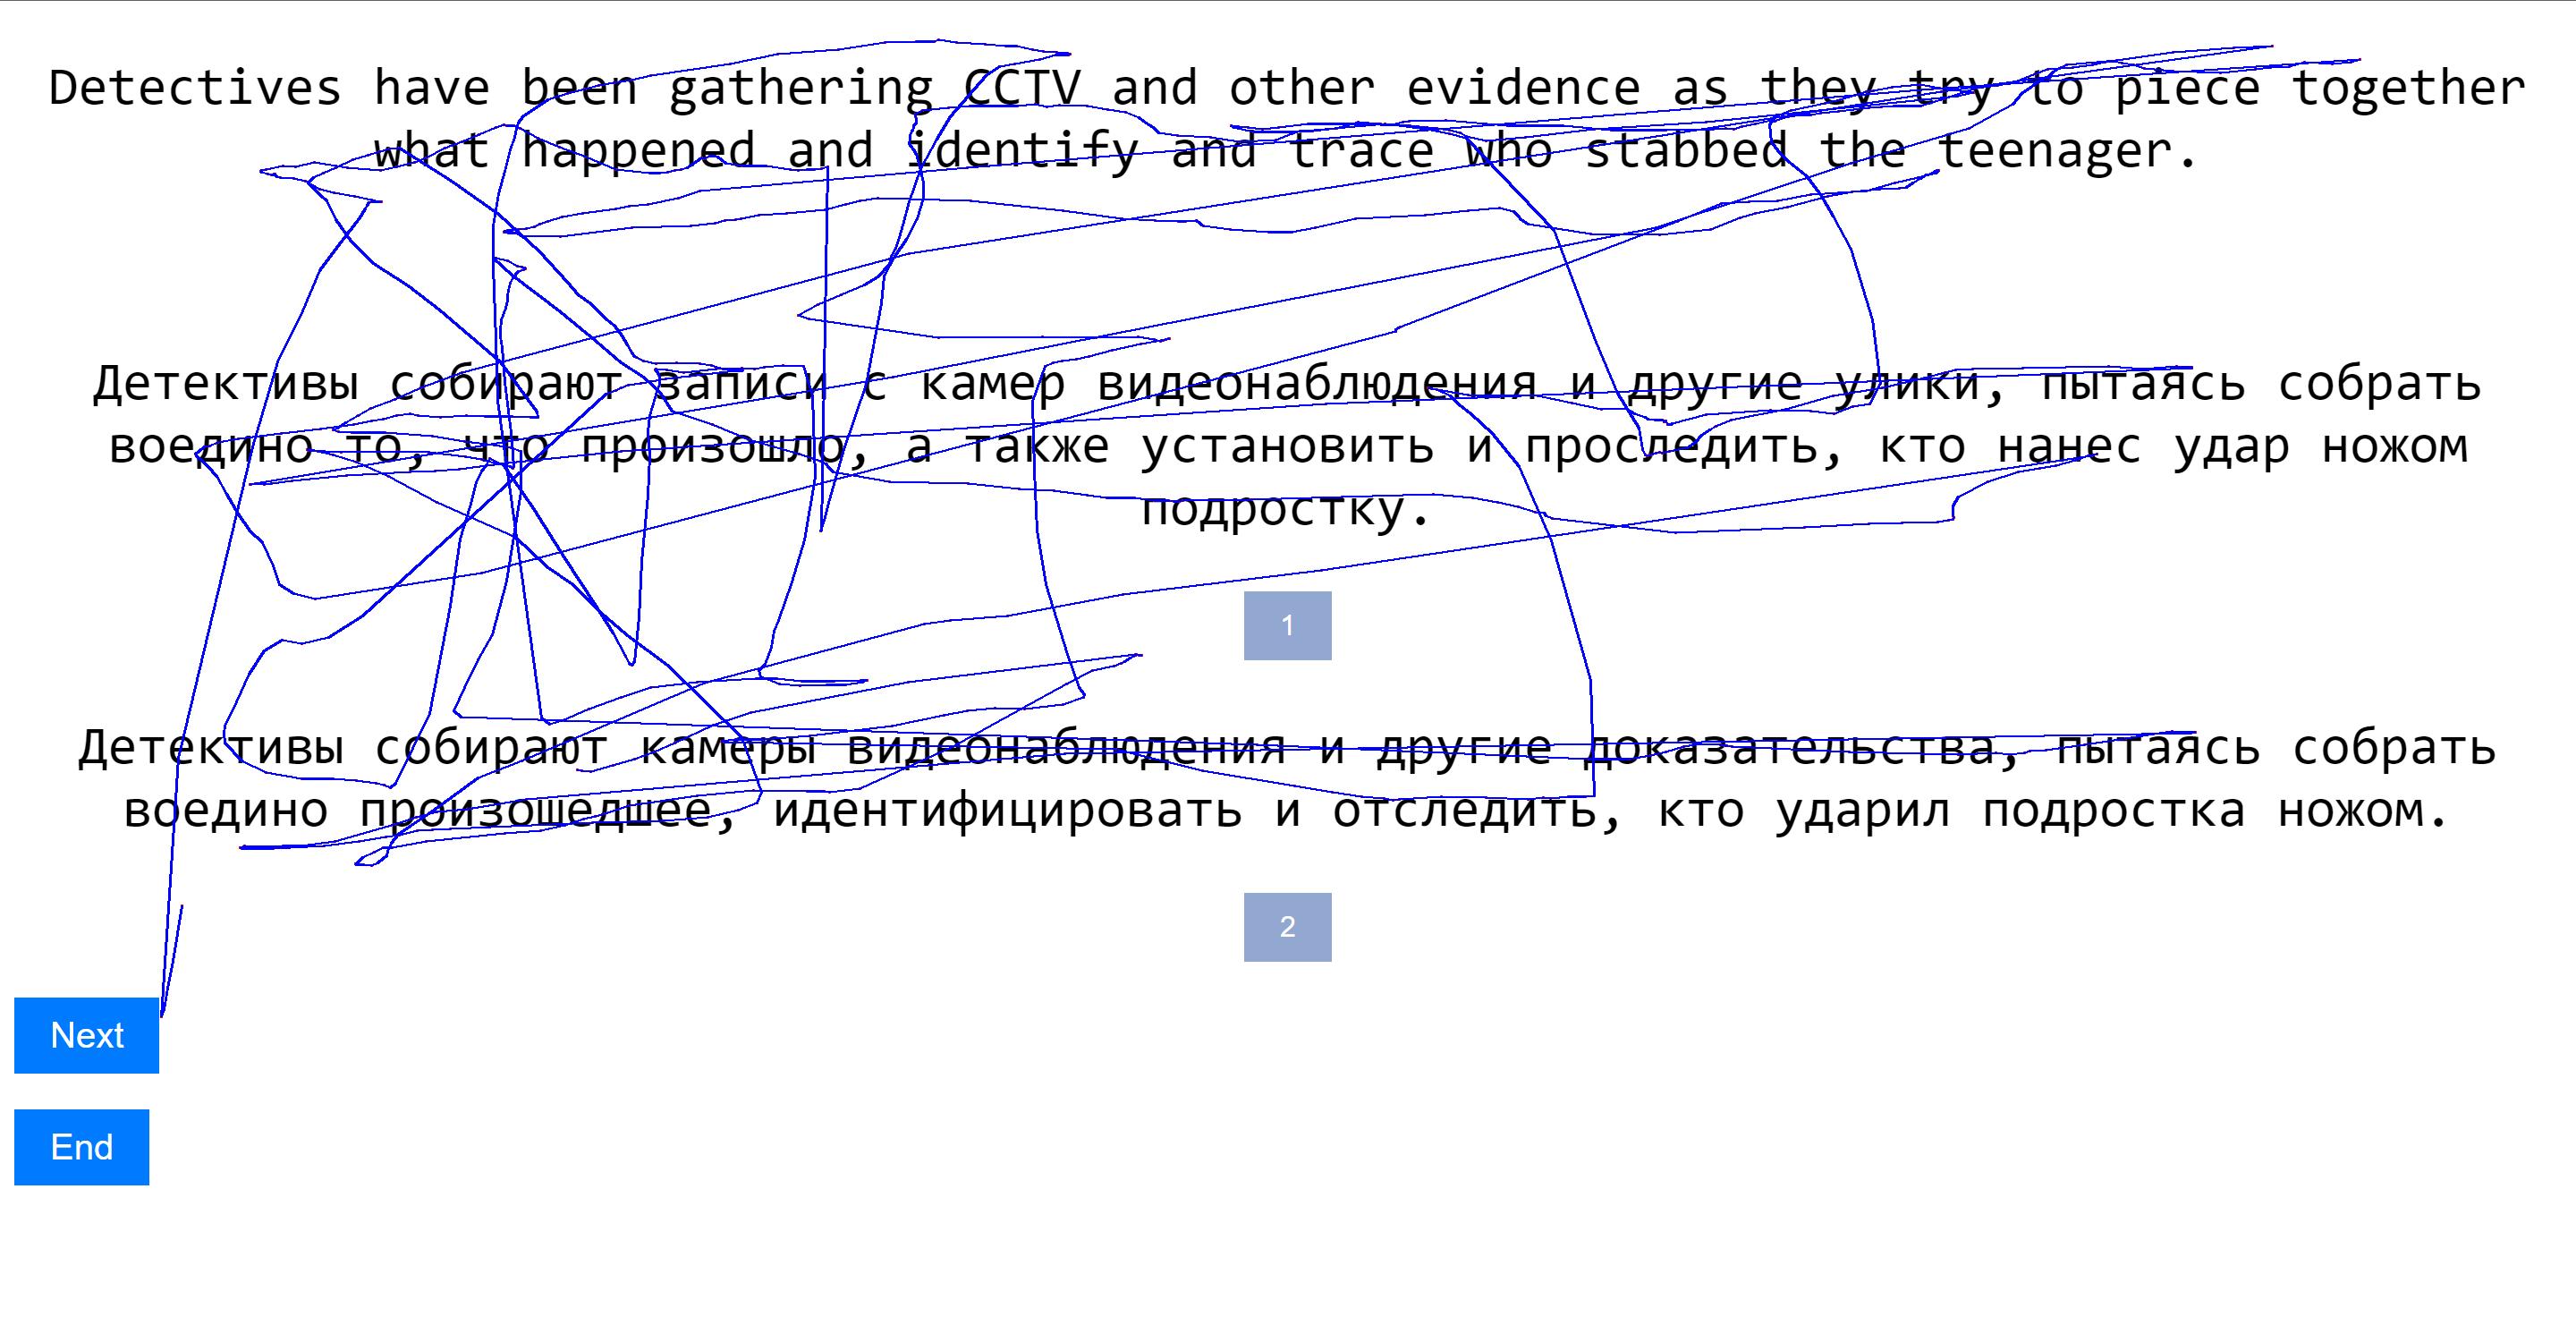 Detectives have been gathering CCTV and other evidence as they try to piece together
what happened and identify and trace who stabbed the teenager.
Детективы собирают записи с камер видеонаблюдения и другие улики, пытаясь собрать
воедино то, что произошло, а также установить и проследить, кто нанес удар ножом
подростку.
1
Детективы собирают камеры видеонаблюдения и другие доказательства, пытаясь собрать
воедино произошедшее, идентифицировать и отследить, кто ударил подростка ножом.
2
Next
End